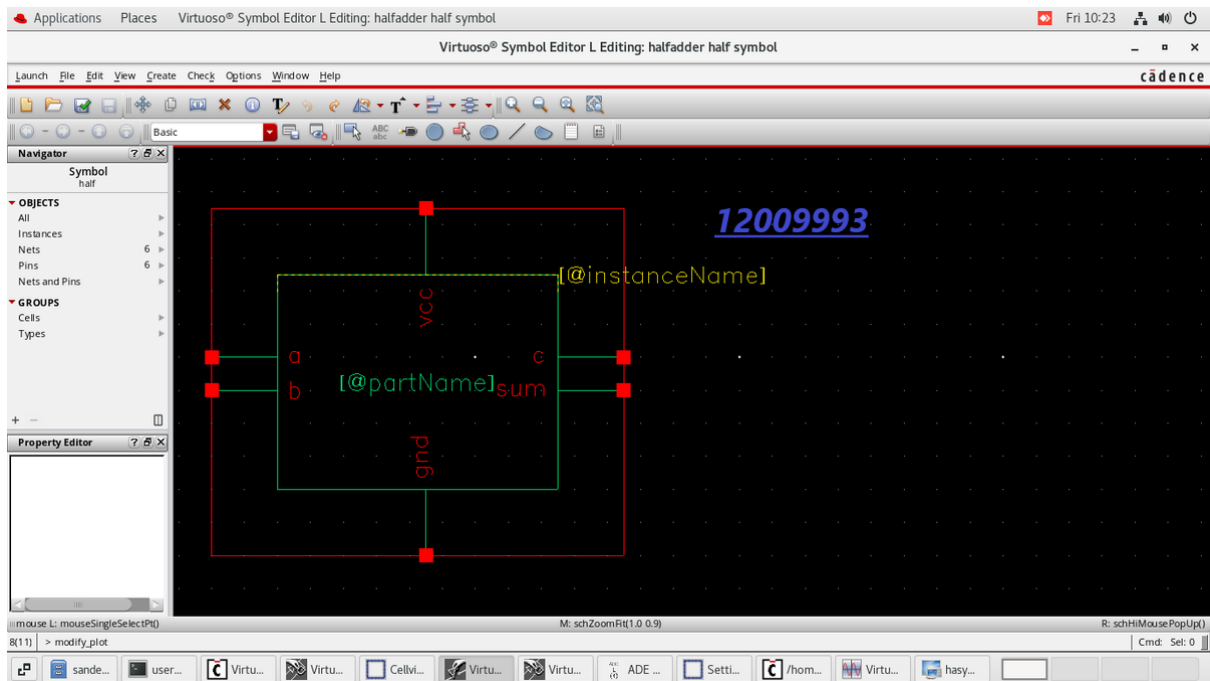 Applications Places Virtuoso® Symbol Editor L Editing: halfadder half symbol Fri 10:23
Virtuoso® Symbol Editor L Editing: halfadder half symbol
Launch File Edit View Create Check Options Window Help cādence
Basic
Navigator
Symbol
half
OBJECTS
All
Instances
Nets 6
Pins 6
Nets and Pins
GROUPS
Cells
Types
Property Editor
12009993
[@instanceName]
vcc
a c
[@partName]
b sum
gnd
mouse L: mouseSingleSelectPt() M: schZoomFit(1.0 0.9) R: schHiMousePopUp()
8(11) > modify_plot Cmd: Sel: 0
sande... user... Virtu... Virtu... Cellvi... Virtu... Virtu... ADE ... Setti... /hom... Virtu... hasy...